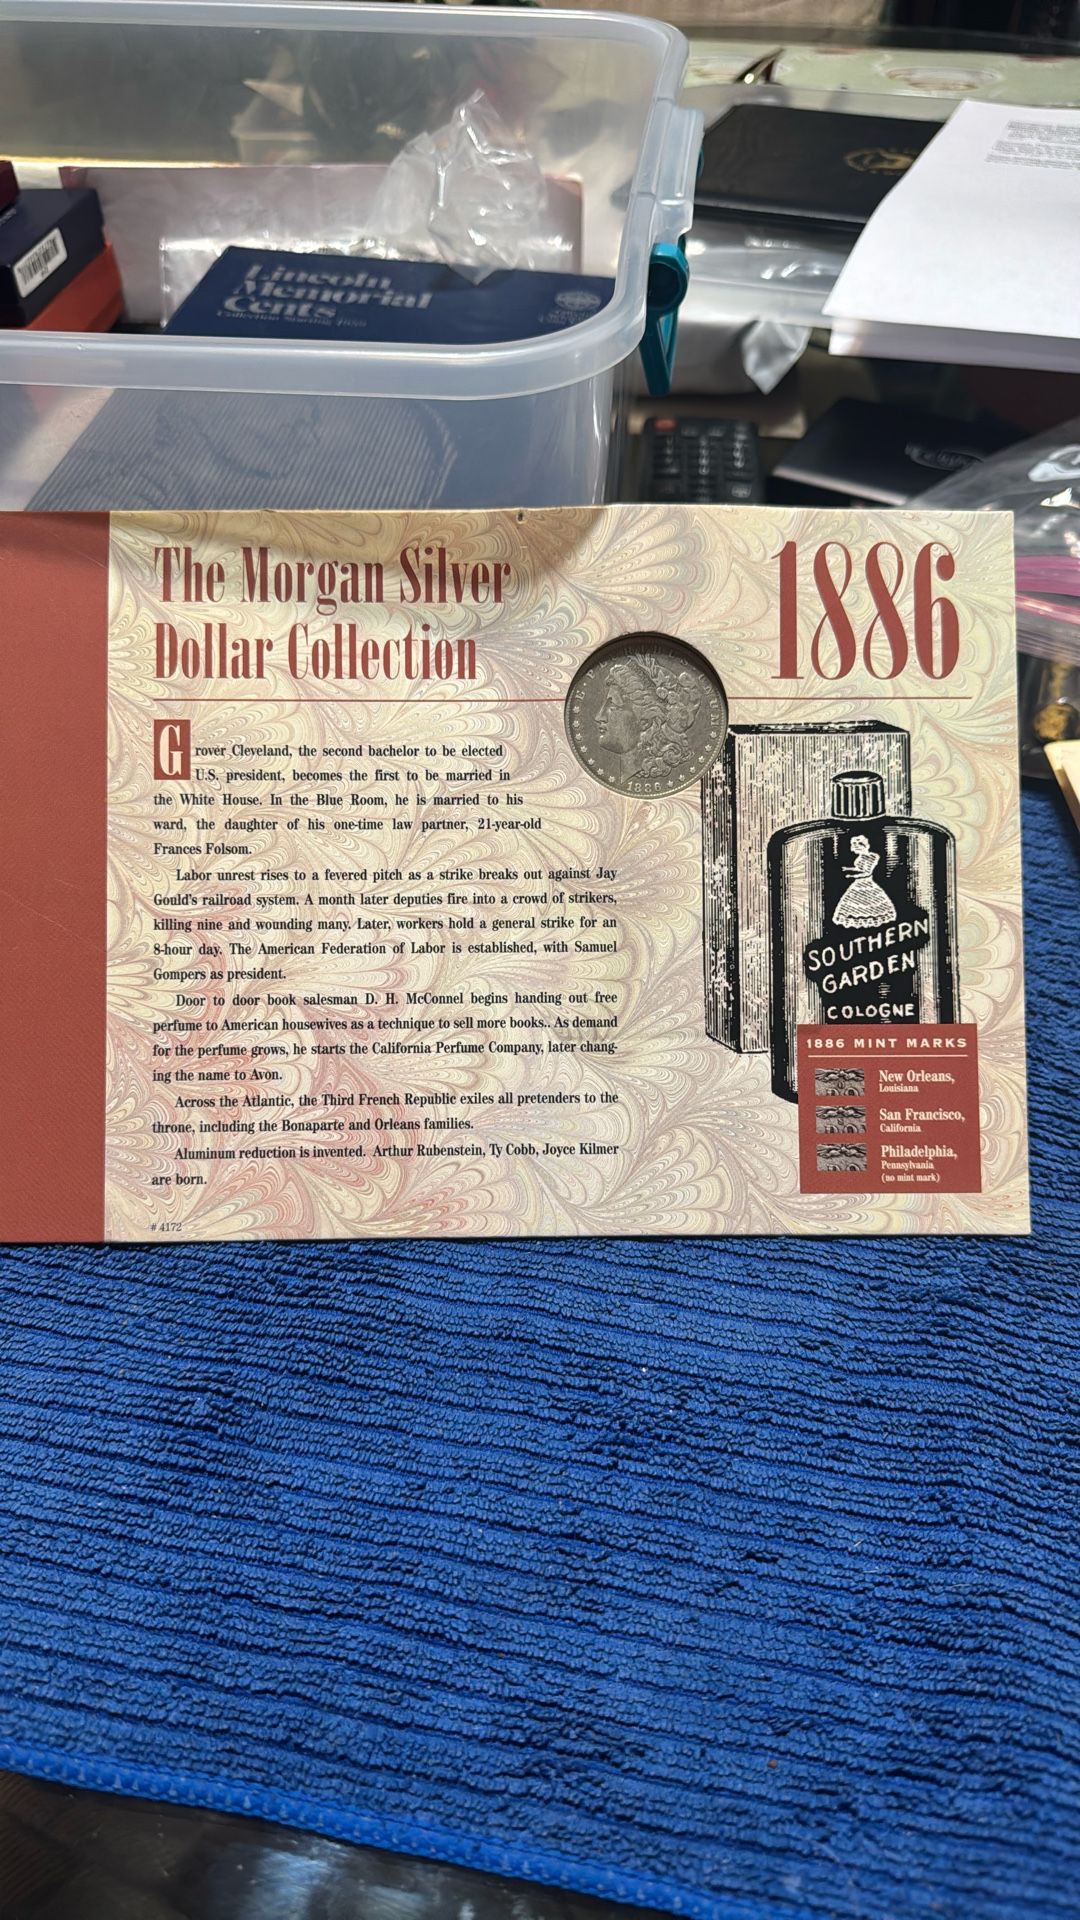 Lincoln
Memorial
Cents
The Morgan Silver
Dollar Collection
1886
Grover Cleveland, the second bachelor to be elected
U.S. president, becomes the first to be married in
the White House. In the Blue Room, he is married to his
ward, the daughter of his one-time law partner, 21-year-old
Frances Folsom.
Labor unrest rises to a fevered pitch as a strike breaks out against Jay
Gould's railroad system. A month later deputies fire into a crowd of strikers,
killing nine and wounding many. Later, workers hold a general strike for an
8-hour day. The American Federation of Labor is established, with Samuel
Gompers as president.
Door to door book salesman D. H. McConnel begins handing out free
perfume to American housewives as a technique to sell more books.. As demand
for the perfume grows, he starts the California Perfume Company, later chang-
ing the name to Avon.
Across the Atlantic, the Third French Republic exiles all pretenders to the
throne, including the Bonaparte and Orleans families.
Aluminum reduction is invented. Arthur Rubenstein, Ty Cobb, Joyce Kilmer
are born.
# 4172
1886
SOUTHERN
GARDEN
COLOGNE
1886 MINT MARKS
New Orleans,
Louisiana
San Francisco,
California
Philadelphia,
Pennsylvania
(no mint mark)